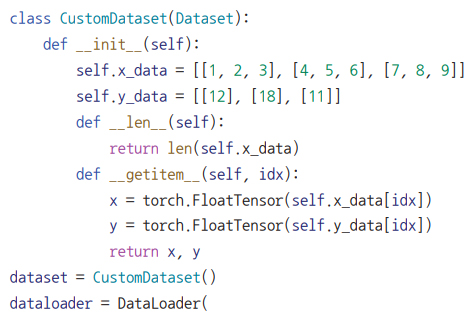 class CustomDataset(Dataset):
    def __init__(self):
        self.x_data = [[1, 2, 3], [4, 5, 6], [7, 8, 9]]
        self.y_data = [[12], [18], [11]]
        def __len__(self):
            return len(self.x_data)
        def __getitem__(self, idx):
            x = torch.FloatTensor(self.x_data[idx])
            y = torch.FloatTensor(self.y_data[idx])
            return x, y
dataset = CustomDataset()
dataloader = DataLoader(